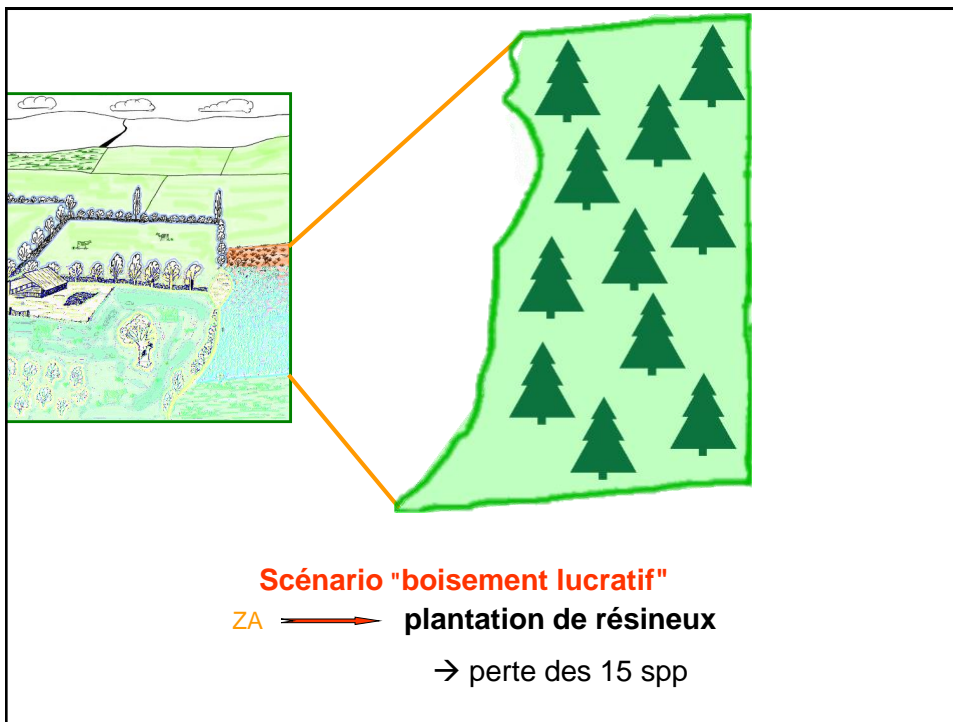 Scénario "boisement lucratif"
ZA → plantation de résineux
→ perte des 15 spp